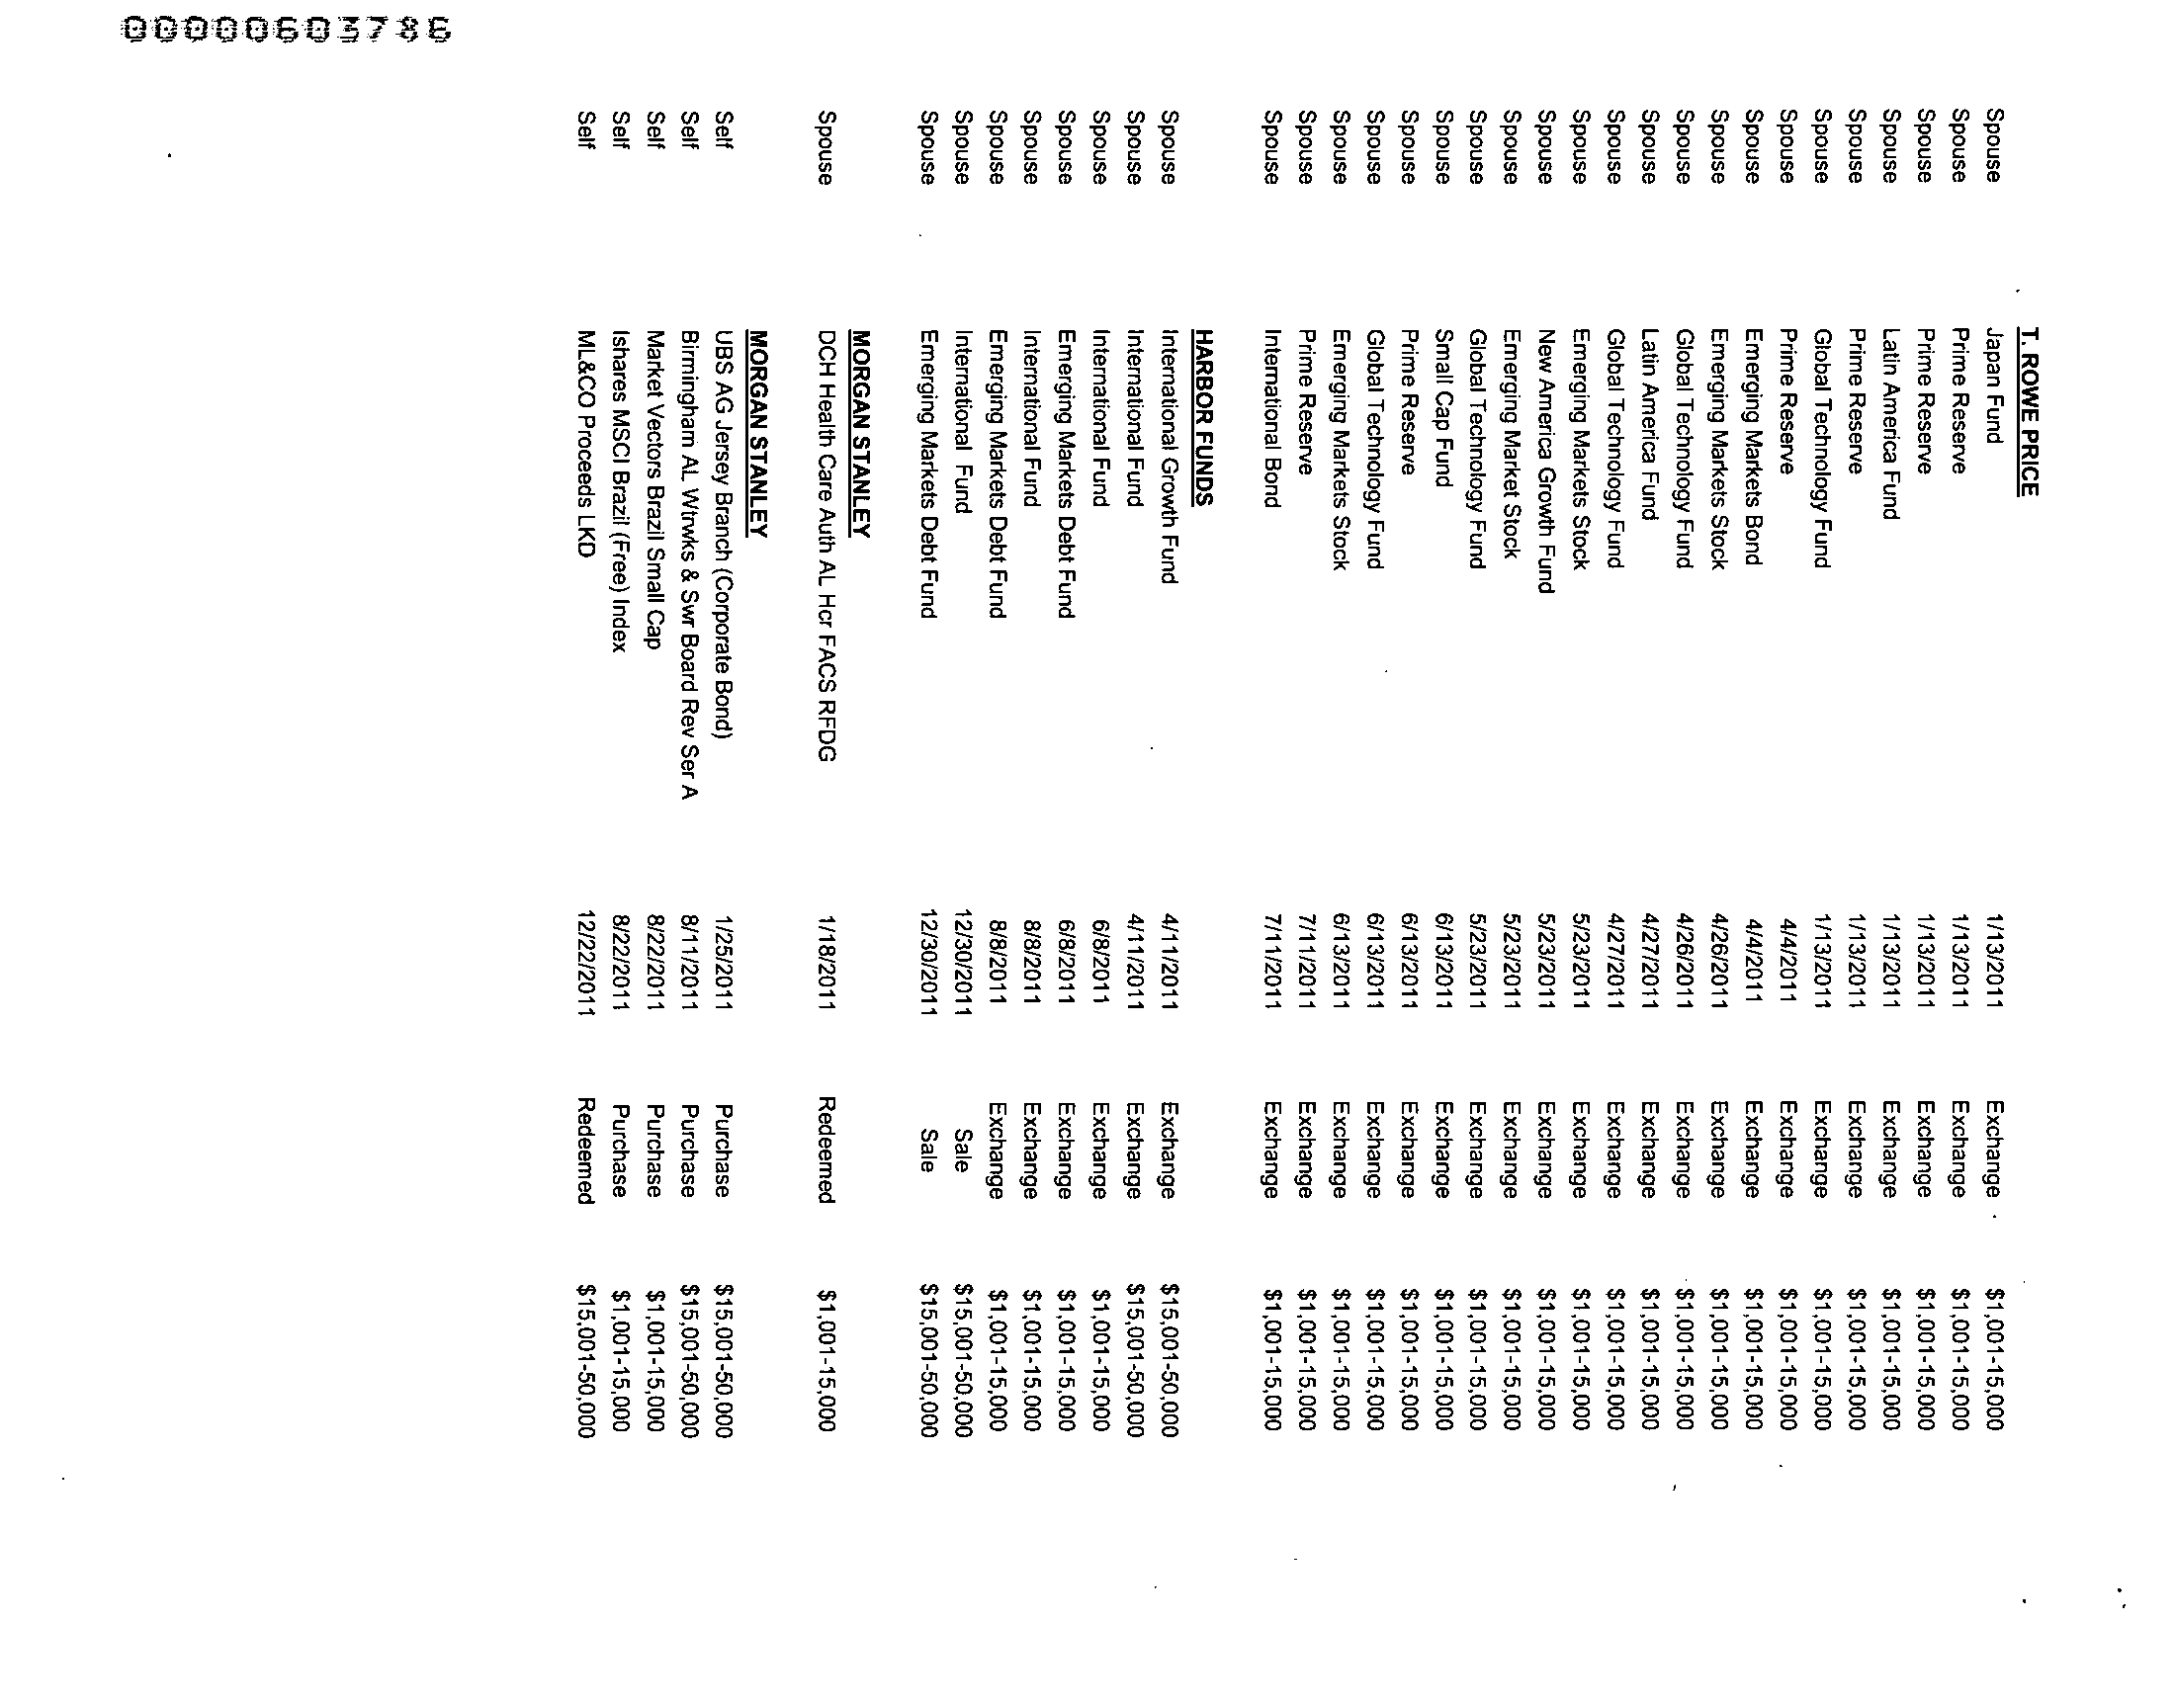 00000603786
T. ROWE PRICE
Spouse Japan Fund 1/13/2011 Exchange $1,001-15,000
Spouse Prime Reserve 1/13/2011 Exchange $1,001-15,000
Spouse Prime Reserve 1/13/2011 Exchange $1,001-15,000
Spouse Latin America Fund 1/13/2011 Exchange $1,001-15,000
Spouse Prime Reserve 1/13/2011 Exchange $1,001-15,000
Spouse Global Technology Fund 1/13/2011 Exchange $1,001-15,000
Spouse Prime Reserve 4/4/2011 Exchange $1,001-15,000
Spouse Emerging Markets Bond 4/4/2011 Exchange $1,001-15,000
Spouse Emerging Markets Stock 4/26/2011 Exchange $1,001-15,000
Spouse Global Technology Fund 4/26/2011 Exchange $1,001-15,000
Spouse Latin America Fund 4/27/2011 Exchange $1,001-15,000
Spouse Global Technology Fund 4/27/2011 Exchange $1,001-15,000
Spouse Emerging Markets Stock 5/23/2011 Exchange $1,001-15,000
Spouse New America Growth Fund 5/23/2011 Exchange $1,001-15,000
Spouse Emerging Market Stock 5/23/2011 Exchange $1,001-15,000
Spouse Global Technology Fund 5/23/2011 Exchange $1,001-15,000
Spouse Small Cap Fund 6/13/2011 Exchange $1,001-15,000
Spouse Prime Reserve 6/13/2011 Exchange $1,001-15,000
Spouse Global Technology Fund 6/13/2011 Exchange $1,001-15,000
Spouse Emerging Markets Stock 6/13/2011 Exchange $1,001-15,000
Spouse Prime Reserve 7/11/2011 Exchange $1,001-15,000
Spouse International Bond 7/11/2011 Exchange $1,001-15,000
HARBOR FUNDS
Spouse International Growth Fund 4/11/2011 Exchange $15,001-50,000
Spouse International Fund 4/11/2011 Exchange $15,001-50,000
Spouse International Fund 6/8/2011 Exchange $1,001-15,000
Spouse Emerging Markets Debt Fund 6/8/2011 Exchange $1,001-15,000
Spouse International Fund 8/8/2011 Exchange $1,001-15,000
Spouse Emerging Markets Debt Fund 8/8/2011 Exchange $1,001-15,000
Spouse International Fund 12/30/2011 Sale $15,001-50,000
Spouse Emerging Markets Debt Fund 12/30/2011 Sale $15,001-50,000
MORGAN STANLEY
Spouse DCH Health Care Auth AL Hcr FACS RFDG 1/18/2011 Redeemed $1,001-15,000
MORGAN STANLEY
Self UBS AG Jersey Branch (Corporate Bond) 1/25/2011 Purchase $15,001-50,000
Self Birmingham AL Wtrwks & Swr Board Rev Ser A 8/11/2011 Purchase $15,001-50,000
Self Market Vectors Brazil Small Cap 8/22/2011 Purchase $1,001-15,000
Self Ishares MSCI Brazil (Free) Index 8/22/2011 Purchase $1,001-15,000
Self ML&CO Proceeds LKD 12/22/2011 Redeemed $15,001-50,000